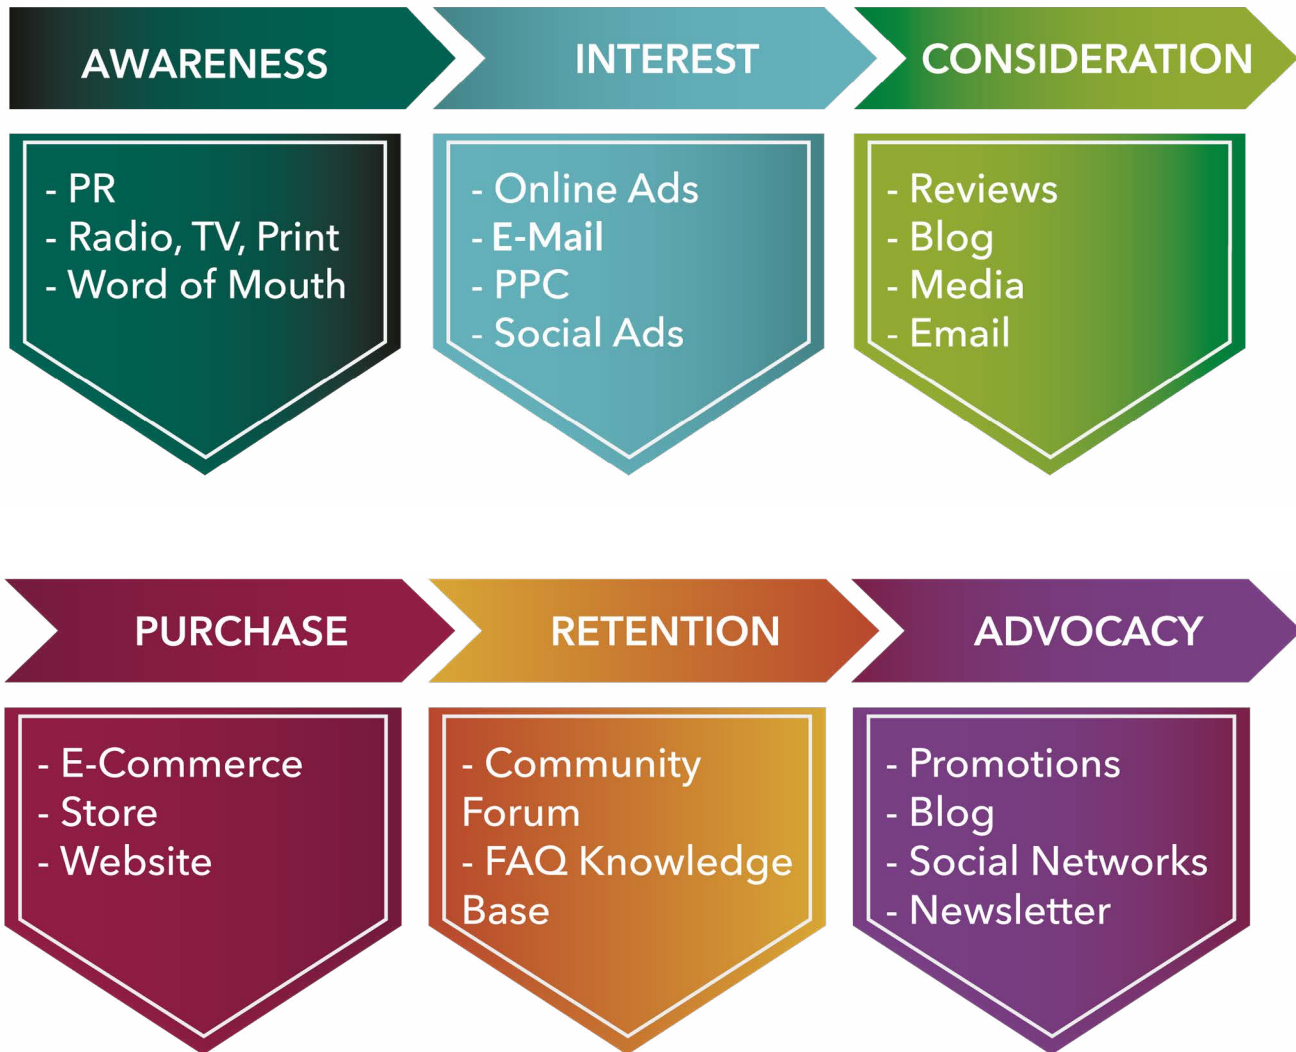 AWARENESS
INTEREST
CONSIDERATION
- PR
- Radio, TV, Print
- Word of Mouth
- Online Ads
- E-Mail
- PPC
- Social Ads
- Reviews
- Blog
- Media
- Email
PURCHASE
RETENTION
ADVOCACY
- E-Commerce
- Store
- Website
- Community
Forum
- FAQ Knowledge
Base
- Promotions
- Blog
- Social Networks
- Newsletter